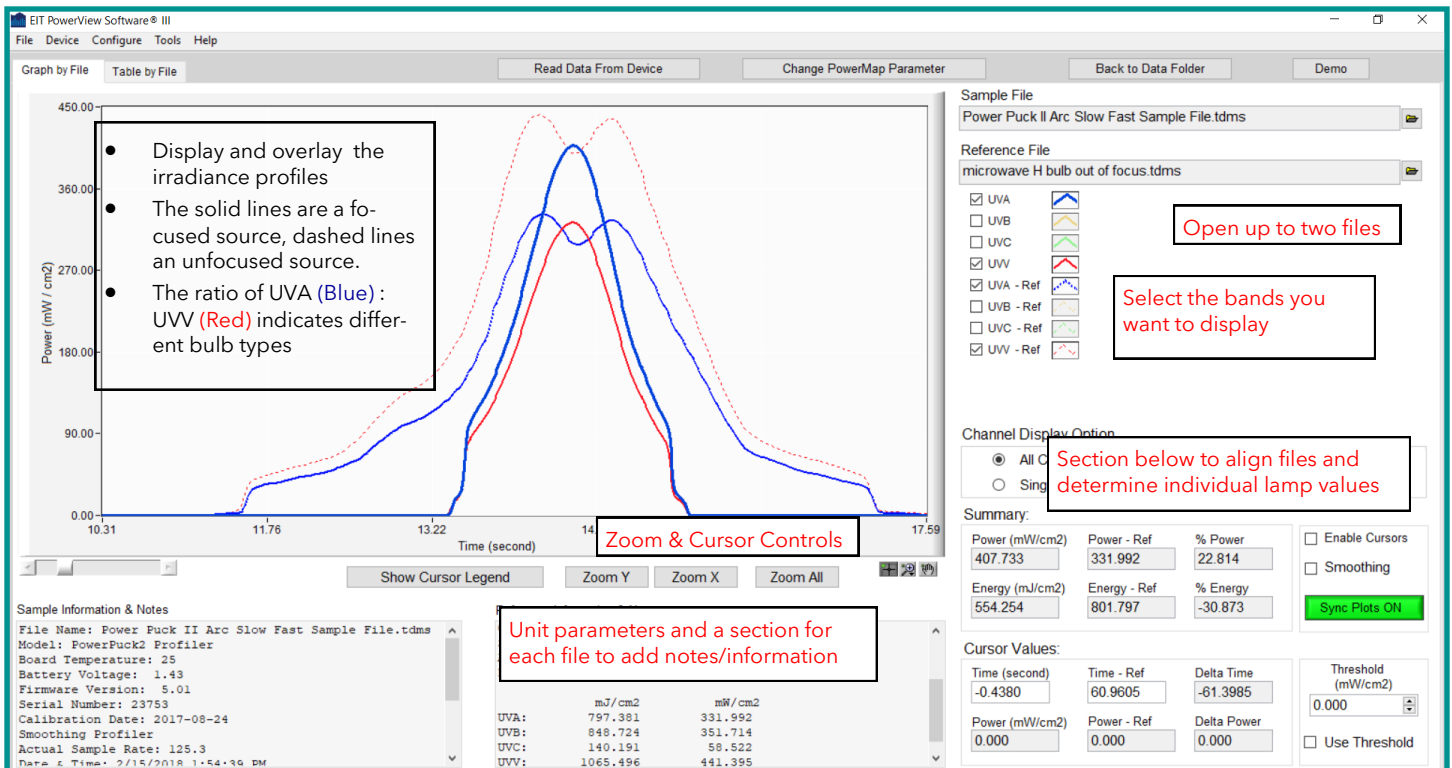 EIT PowerView Software® III
File Device Configure Tools Help
Graph by File
Table by File
Read Data From Device
Change PowerMap Parameter
Back to Data Folder
Demo
450.00
360.00
270.00
180.00
90.00
0.00
Power (mW / cm2)
10.31
11.76
13.22
14.
17.59
Time (second)
• Display and overlay the
irradiance profiles
• The solid lines are a fo-
cused source, dashed lines
an unfocused source.
• The ratio of UVA (Blue) :
UVV (Red) indicates differ-
ent bulb types
Zoom & Cursor Controls
Show Cursor Legend
Zoom Y
Zoom X
Zoom All
Sample File
Power Puck II Arc Slow Fast Sample File.tdms
Reference File
microwave H bulb out of focus.tdms
UVA
UVB
UVC
UVV
UVA - Ref
UVB - Ref
UVC - Ref
UVV - Ref
Open up to two files
Select the bands you
want to display
Channel Display Option
All C
Sing
Section below to align files and
determine individual lamp values
Summary:
Power (mW/cm2) Power - Ref % Power
407.733 331.992 22.814
Energy (mJ/cm2) Energy - Ref % Energy
554.254 801.797 -30.873
Enable Cursors
Smoothing
Sync Plots ON
Cursor Values:
Time (second) Time - Ref Delta Time
-0.4380 60.9605 -61.3985
Power (mW/cm2) Power - Ref Delta Power
0.000 0.000 0.000
Threshold
(mW/cm2)
0.000
Use Threshold
Sample Information & Notes
File Name: Power Puck II Arc Slow Fast Sample File.tdms
Model: PowerPuck2 Profiler
Board Temperature: 25
Battery Voltage: 1.43
Firmware Version: 5.01
Serial Number: 23753
Calibration Date: 2017-08-24
Smoothing Profiler
Actual Sample Rate: 125.3
Date & Time: 2/15/2018 1:54:39 PM
Unit parameters and a section for
each file to add notes/information
mJ/cm2 mW/cm2
UVA: 797.381 331.992
UVB: 848.724 351.714
UVC: 140.191 58.522
UVV: 1065.496 441.395